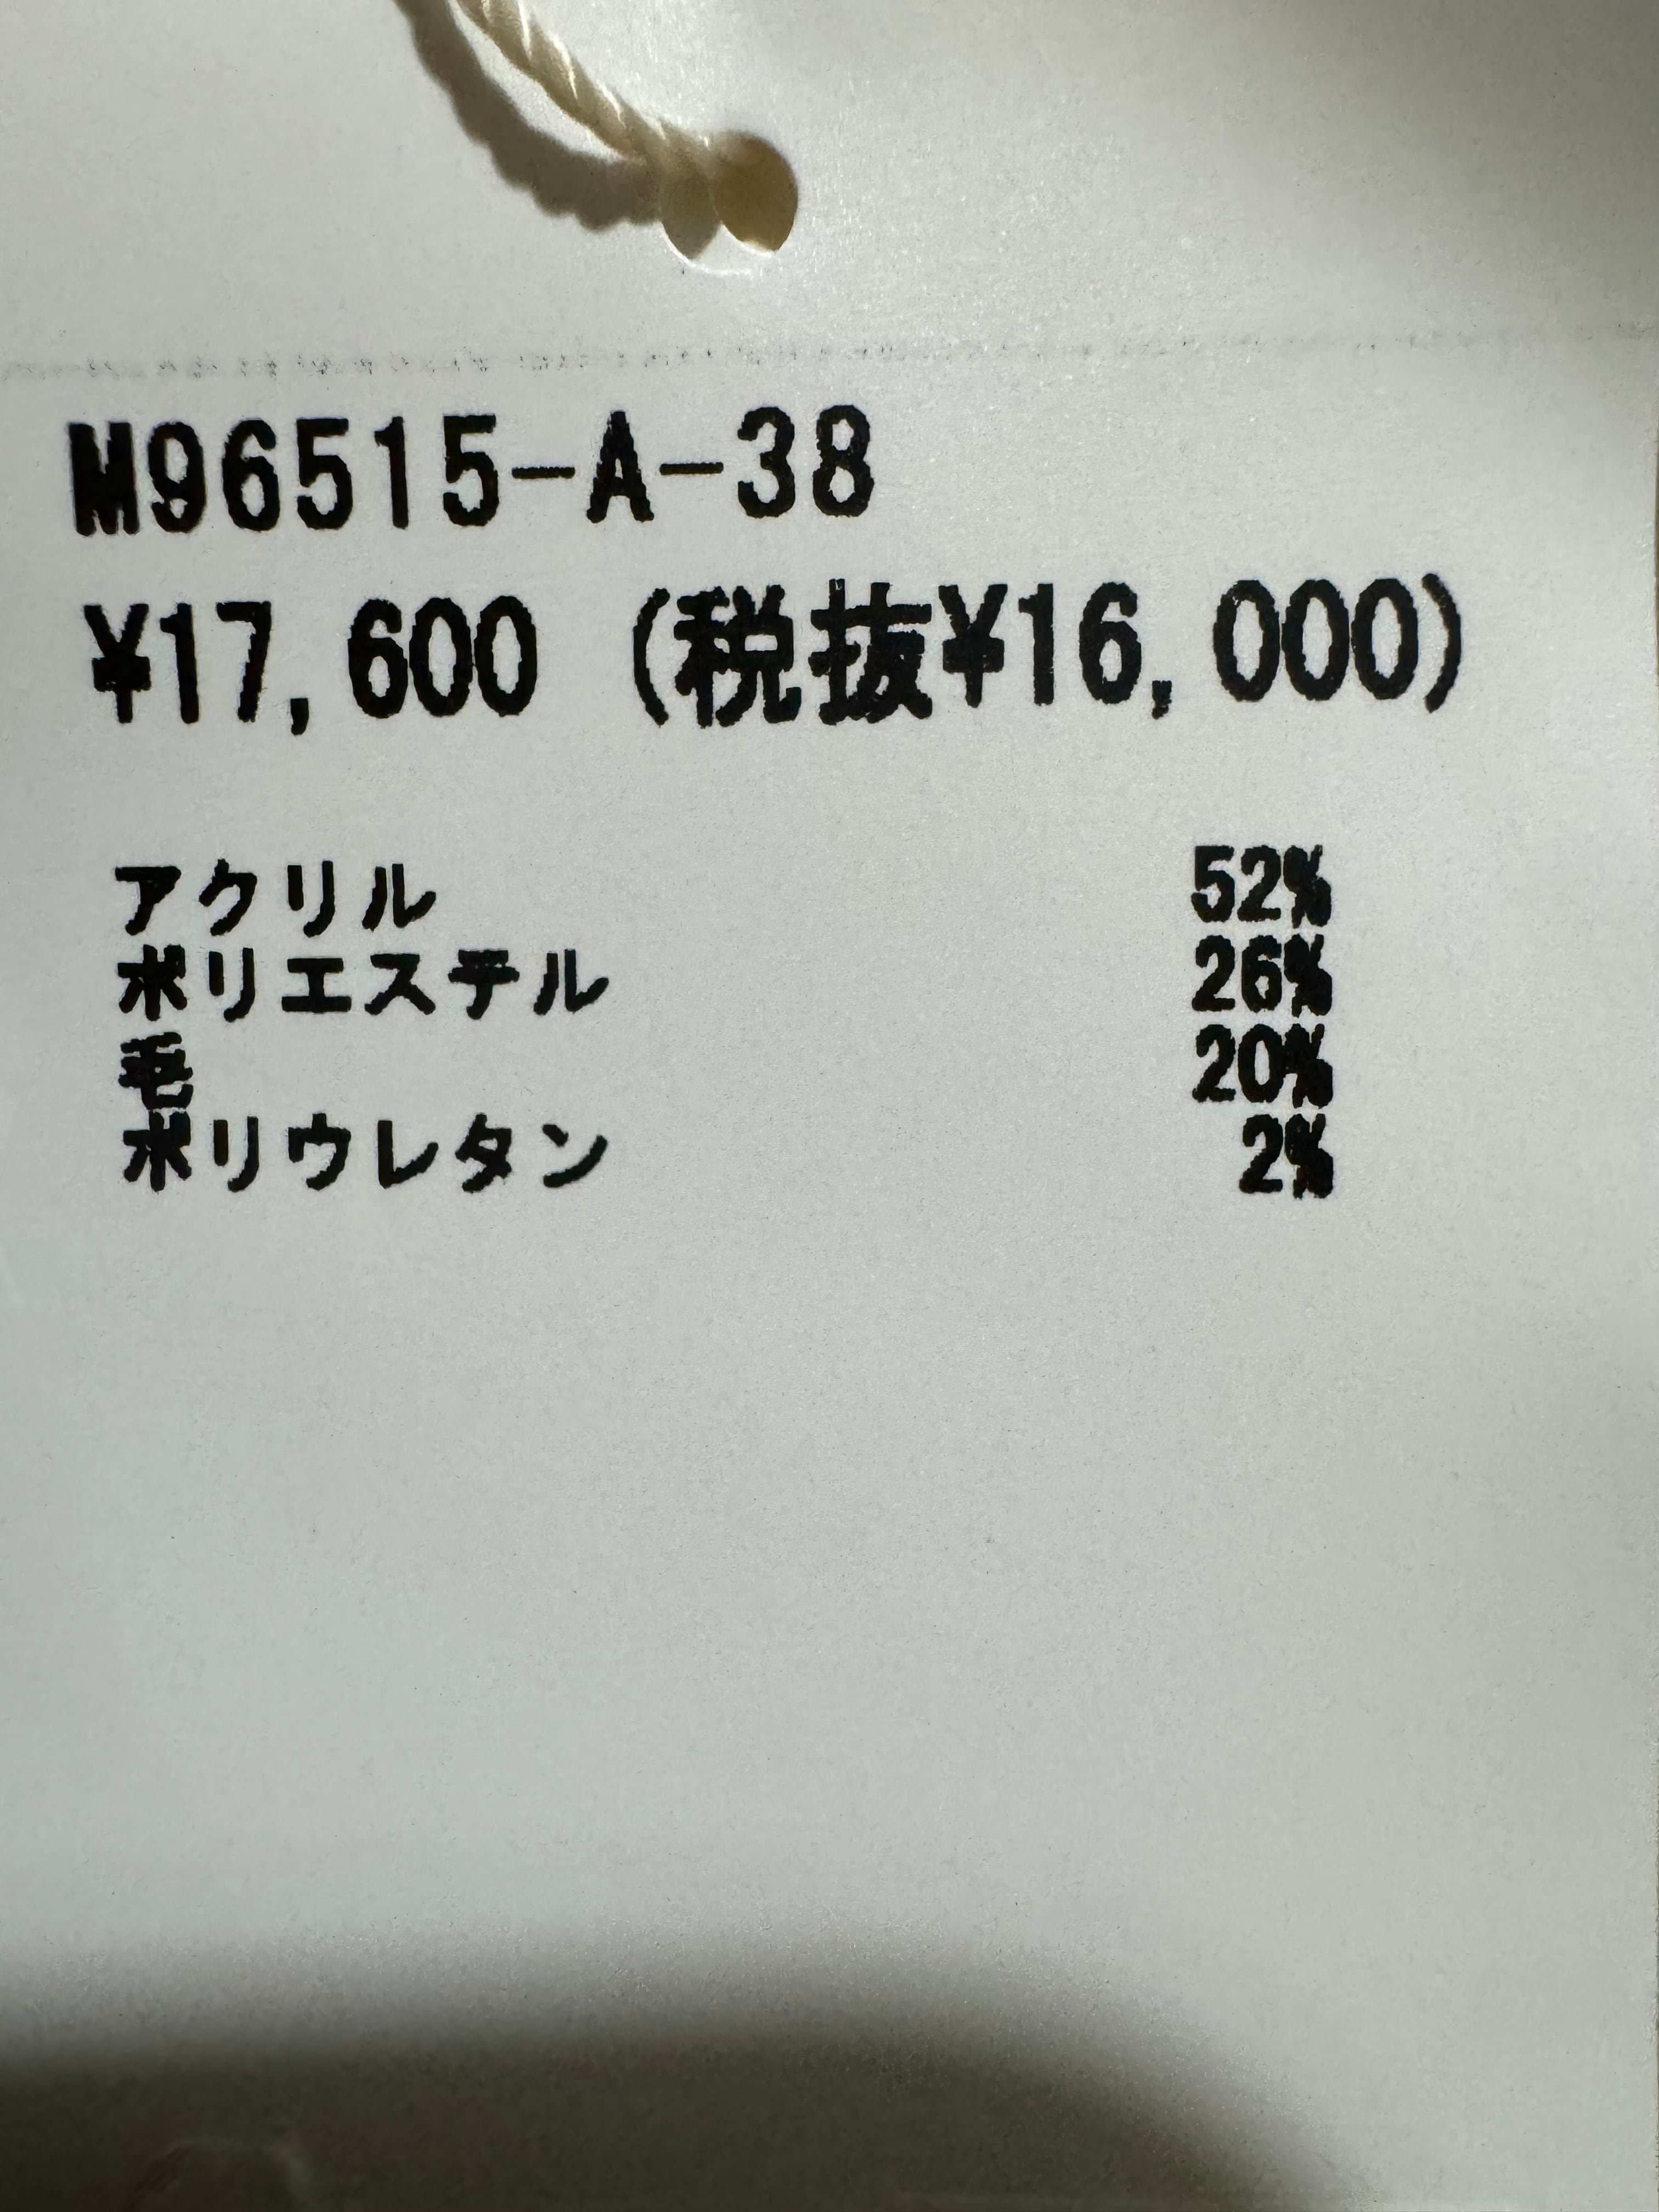 M96515-A-38
¥17,600 (税抜¥16,000)
アクリル 52%
ポリエステル 26%
毛 20%
ポリウレタン 2%